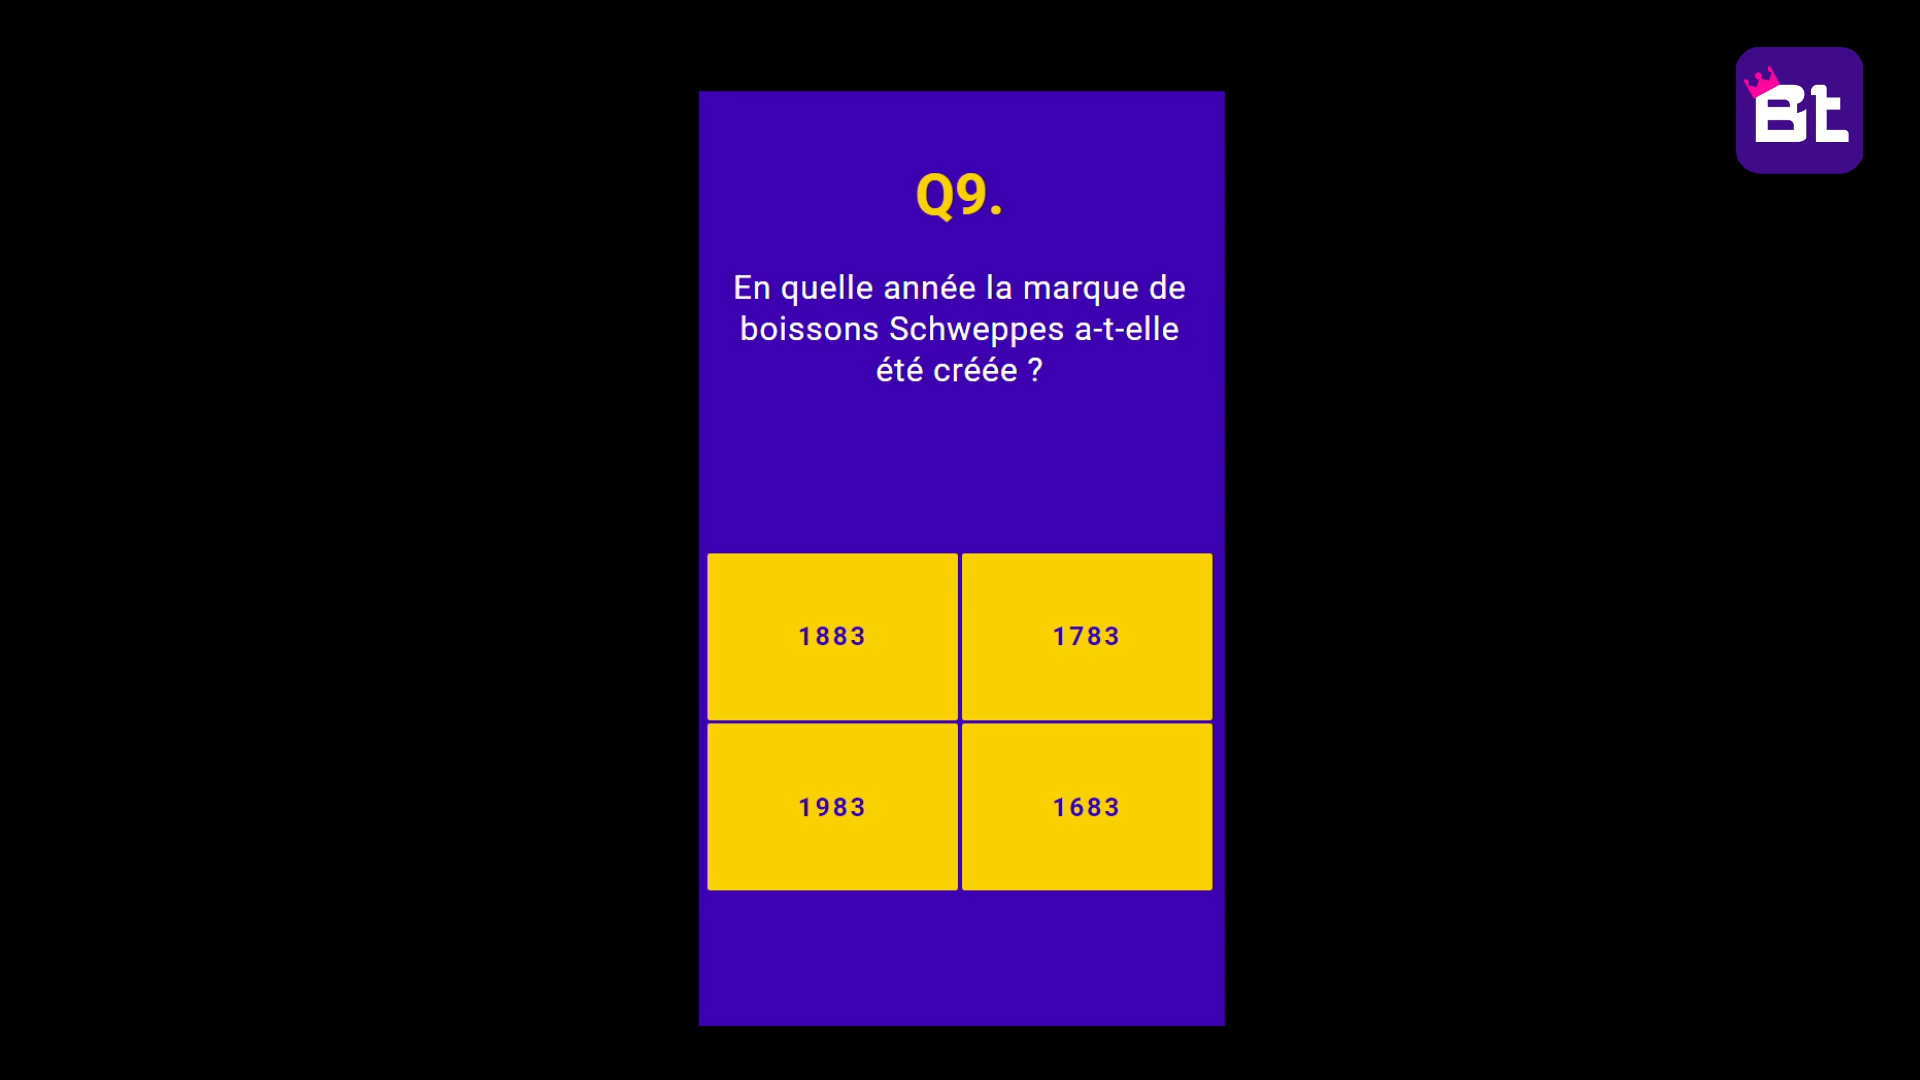 Bt
Q9.
En quelle année la marque de
boissons Schweppes a-t-elle
été créée ?
1883
1783
1983
1683